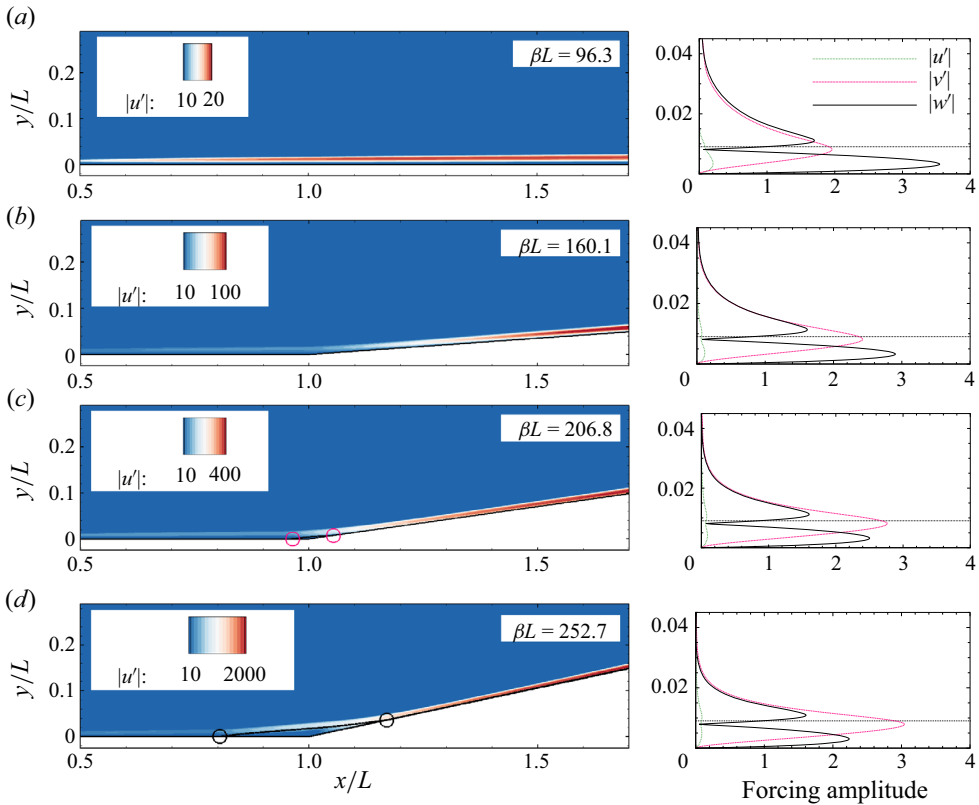 (a)
y/L
0.2
0.1
0
|u′|: 10 20
βL = 96.3
0.5 1.0 1.5
0.04
0.02
0 1 2 3 4
|u′|
|v′|
|w′|
(b)
y/L
0.2
0.1
0
|u′|: 10 100
βL = 160.1
0.5 1.0 1.5
0.04
0.02
0 1 2 3 4
(c)
y/L
0.2
0.1
0
|u′|: 10 400
βL = 206.8
0.5 1.0 1.5
0.04
0.02
0 1 2 3 4
(d)
y/L
0.2
0.1
0
|u′|: 10 2000
βL = 252.7
0.5 1.0 1.5
x/L
0.04
0.02
0 1 2 3 4
Forcing amplitude